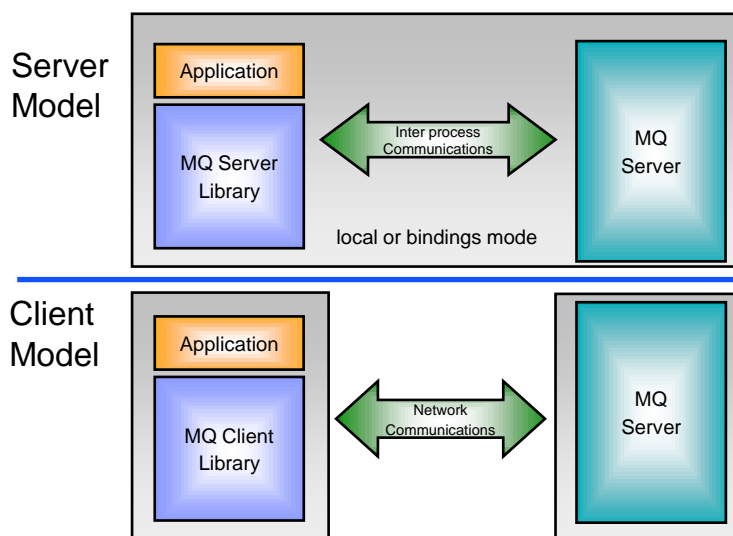 Server
Model
Application
MQ Server
Library
Inter process
Communications
MQ
Server
local or bindings mode
Client
Model
Application
MQ Client
Library
Network
Communications
MQ
Server